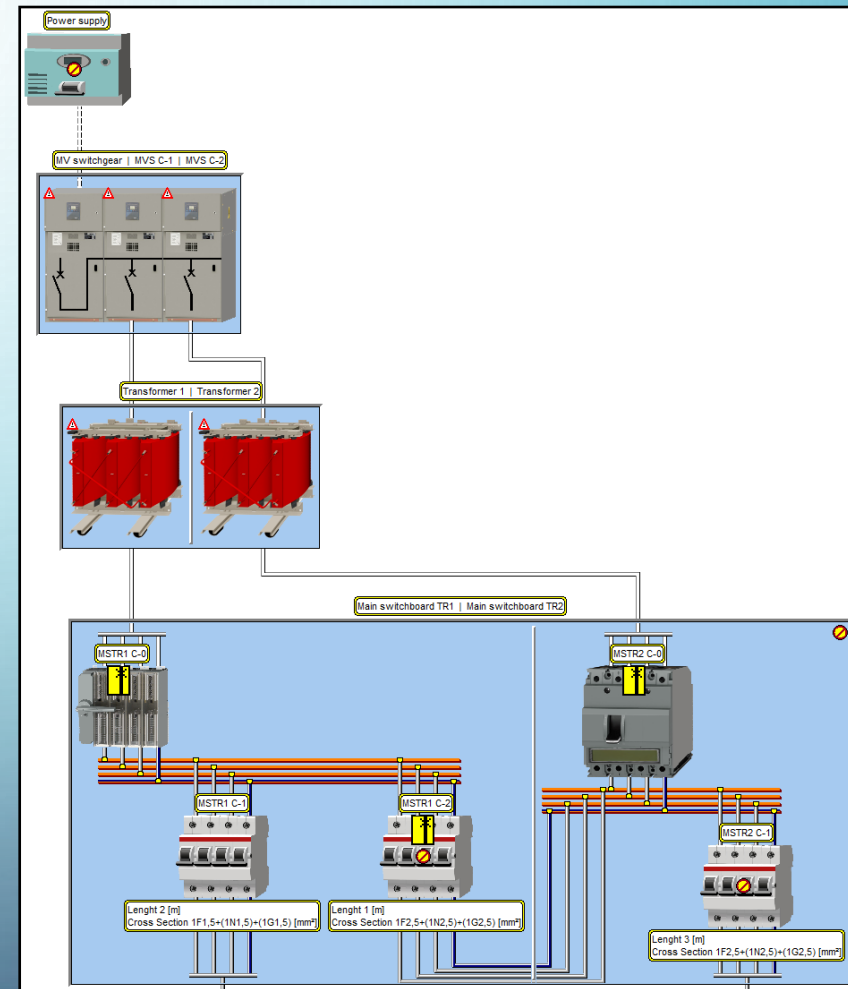 Power supply
MV switchgear | MVS C-1 | MVS C-2
Transformer 1 | Transformer 2
Main switchboard TR1 | Main switchboard TR2
MSTR1 C-0
MSTR2 C-0
MSTR1 C-1
MSTR1 C-2
MSTR2 C-1
Lenght 2 [m]
Cross Section 1F1,5+(1N1,5)+(1G1,5) [mm²]
Lenght 1 [m]
Cross Section 1F2,5+(1N2,5)+(1G2,5) [mm²]
Lenght 3 [m]
Cross Section 1F2,5+(1N2,5)+(1G2,5) [mm²]